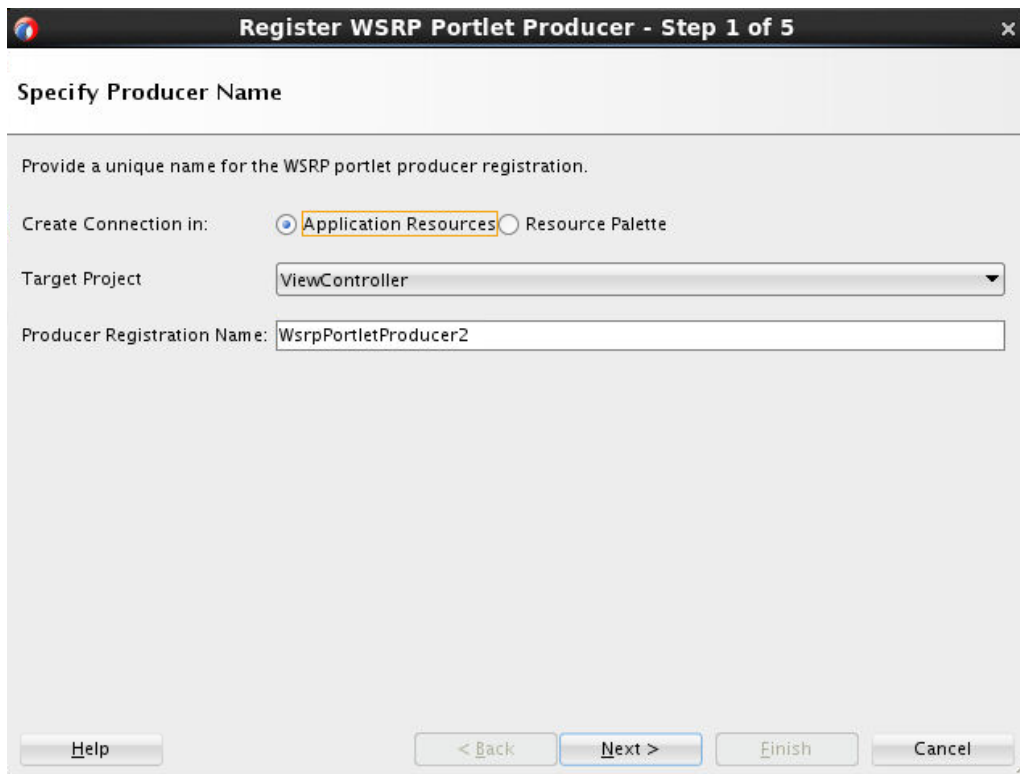 Register WSRP Portlet Producer - Step 1 of 5
Specify Producer Name
Provide a unique name for the WSRP portlet producer registration.
Create Connection in: Application Resources Resource Palette
Target Project ViewController
Producer Registration Name: WsrpPortletProducer2
Help < Back Next > Finish Cancel